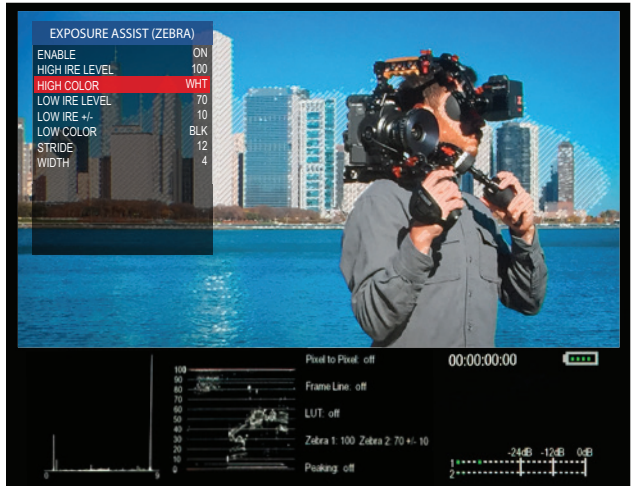 EXPOSURE ASSIST (ZEBRA)
ENABLE ON
HIGH IRE LEVEL 100
HIGH COLOR WHT
LOW IRE LEVEL 70
LOW IRE +/- 10
LOW COLOR BLK
STRIDE 12
WIDTH 4
Pixel to Pixel: off
00:00:00:00
100
90
80
70
60
50
40
30
20
10
0
Frame Line: off
LUT: off
Zebra 1: 100 Zebra 2: 70 +/- 10
Peaking: off
-24dB -12dB 0dB
1
2
0